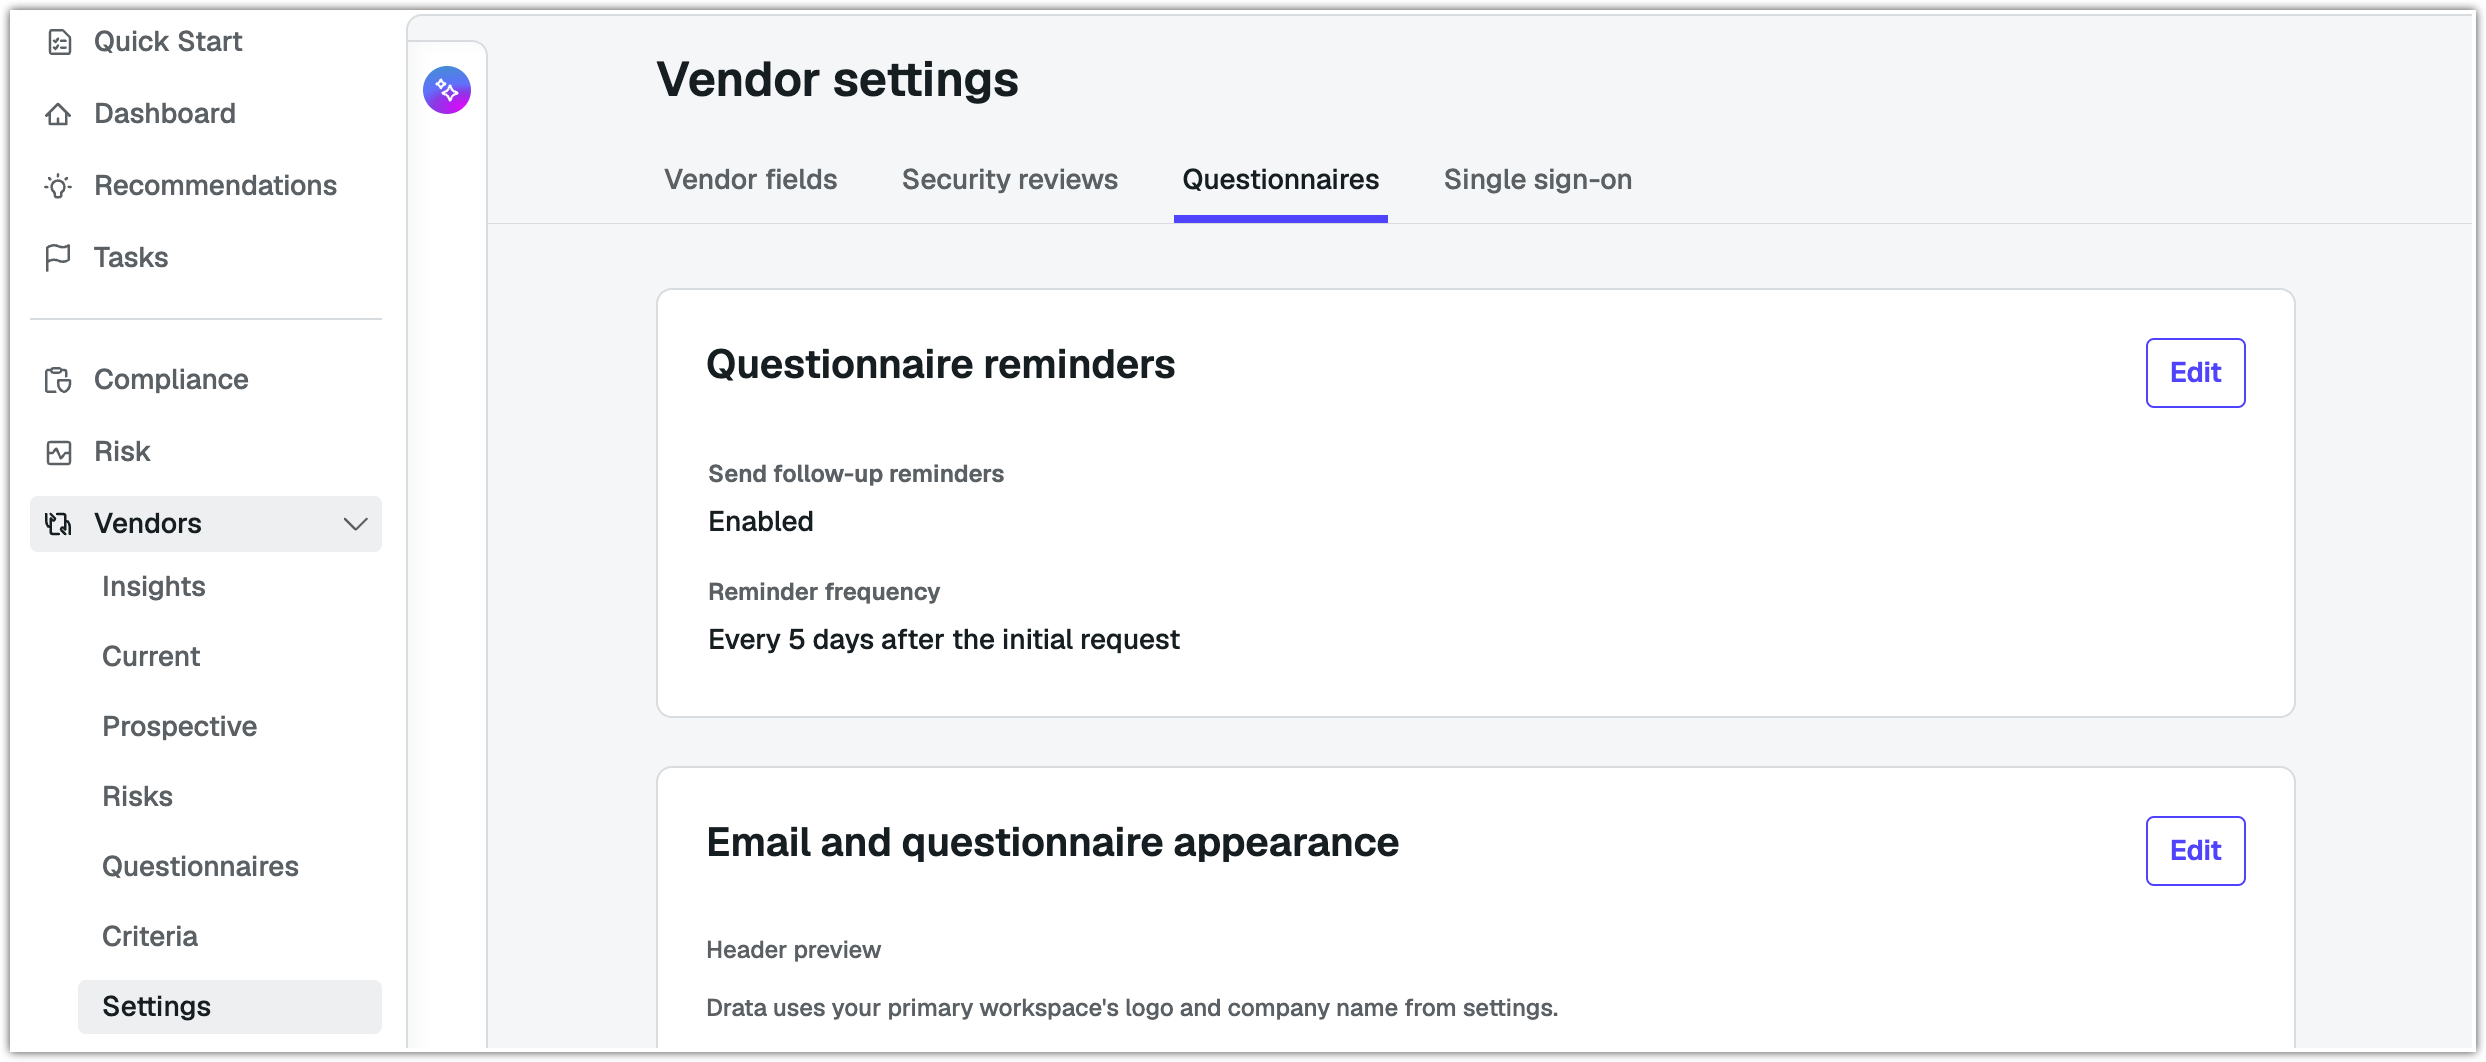 Quick Start
Dashboard
Recommendations
Tasks
Compliance
Risk
Vendors
Insights
Current
Prospective
Risks
Questionnaires
Criteria
Settings
Vendor settings
Vendor fields
Security reviews
Questionnaires
Single sign-on
Questionnaire reminders
Edit
Send follow-up reminders
Enabled
Reminder frequency
Every 5 days after the initial request
Email and questionnaire appearance
Edit
Header preview
Drata uses your primary workspace's logo and company name from settings.